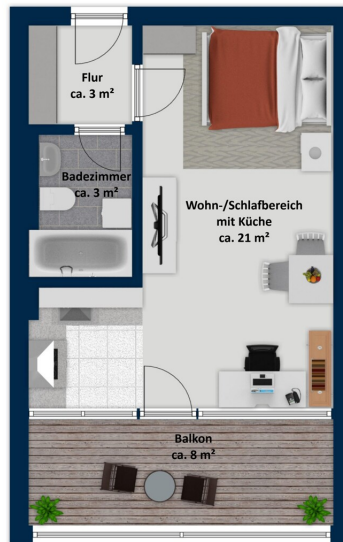 Flur
ca. 3 m²
Badezimmer
ca. 3 m²
Wohn-/Schlafbereich
mit Küche
ca. 21 m²
Balkon
ca. 8 m²